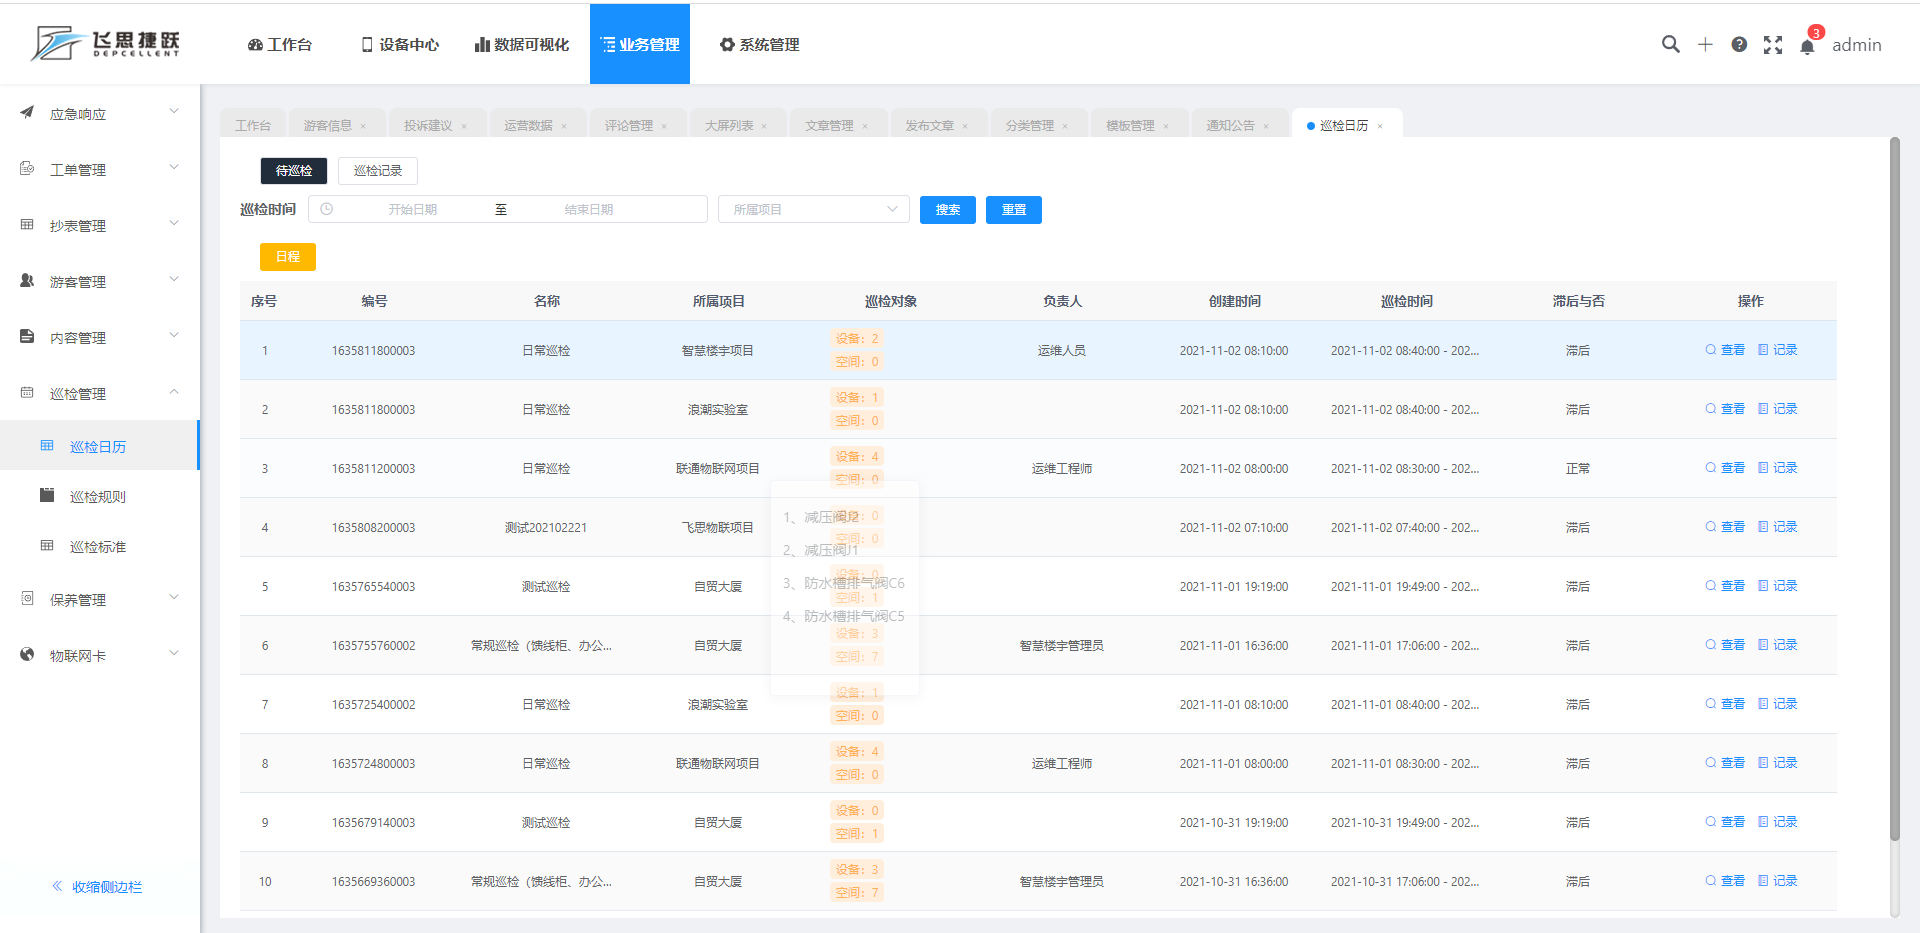 飞思捷跃
DEPCELLENT
工作台
设备中心
数据可视化
业务管理
系统管理
3
admin
应急响应
工单管理
抄表管理
游客管理
内容管理
巡检管理
巡检日历
巡检规则
巡检标准
保养管理
物联网卡
收缩侧边栏
工作台 游客信息 × 投诉建议 × 运营数据 × 评论管理 × 大屏列表 × 文章管理 × 发布文章 × 分类管理 × 模板管理 × 通知公告 × 巡检日历 ×
待巡检 巡检记录
巡检时间 开始日期 至 结束日期 所属项目 搜索 重置
日程
序号 编号 名称 所属项目 巡检对象 负责人 创建时间 巡检时间 滞后与否 操作
1 1635811800003 日常巡检 智慧楼宇项目 设备：2 空间：0 运维人员 2021-11-02 08:10:00 2021-11-02 08:40:00 - 202... 滞后 查看 记录
2 1635811800003 日常巡检 浪潮实验室 设备：1 空间：0 2021-11-02 08:10:00 2021-11-02 08:40:00 - 202... 滞后 查看 记录
3 1635811200003 日常巡检 联通物联网项目 设备：4 空间：0 运维工程师 2021-11-02 08:00:00 2021-11-02 08:30:00 - 202... 正常 查看 记录
4 1635808200003 测试202102221 飞思物联项目 设备：0 空间：0 2021-11-02 07:10:00 2021-11-02 07:40:00 - 202... 滞后 查看 记录
5 1635765540003 测试巡检 自贸大厦 设备：0 空间：1 2021-11-01 19:19:00 2021-11-01 19:49:00 - 202... 滞后 查看 记录
6 1635755760002 常规巡检（馈线柜、办公... 自贸大厦 设备：3 空间：7 智慧楼宇管理员 2021-11-01 16:36:00 2021-11-01 17:06:00 - 202... 滞后 查看 记录
7 1635725400002 日常巡检 浪潮实验室 设备：1 空间：0 2021-11-01 08:10:00 2021-11-01 08:40:00 - 202... 滞后 查看 记录
8 1635724800003 日常巡检 联通物联网项目 设备：4 空间：0 运维工程师 2021-11-01 08:00:00 2021-11-01 08:30:00 - 202... 滞后 查看 记录
9 1635679140003 测试巡检 自贸大厦 设备：0 空间：1 2021-10-31 19:19:00 2021-10-31 19:49:00 - 202... 滞后 查看 记录
10 1635669360003 常规巡检（馈线柜、办公... 自贸大厦 设备：3 空间：7 智慧楼宇管理员 2021-10-31 16:36:00 2021-10-31 17:06:00 - 202... 滞后 查看 记录
1、减压阀J2
2、减压阀J1
3、防水槽排气阀C6
4、防水槽排气阀C5